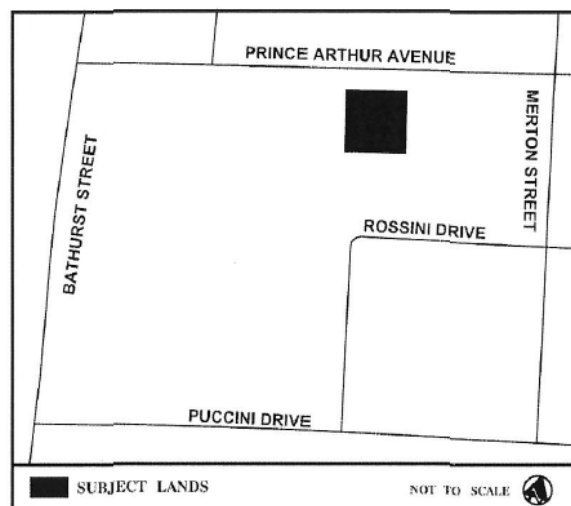 PRINCE ARTHUR AVENUE
BATHURST STREET
MERTON STREET
ROSSINI DRIVE
PUCCINI DRIVE
SUBJECT LANDS
NOT TO SCALE